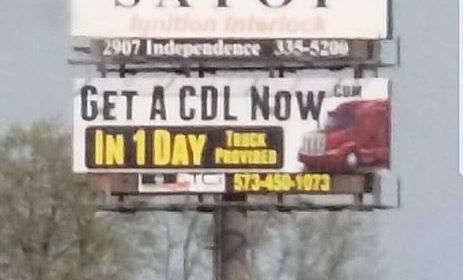 Ignition Interlock
2907 Independence 335-5200
GET A CDL NOW.COM
IN 1 DAY TRUCK PROVIDED
573-450-1073